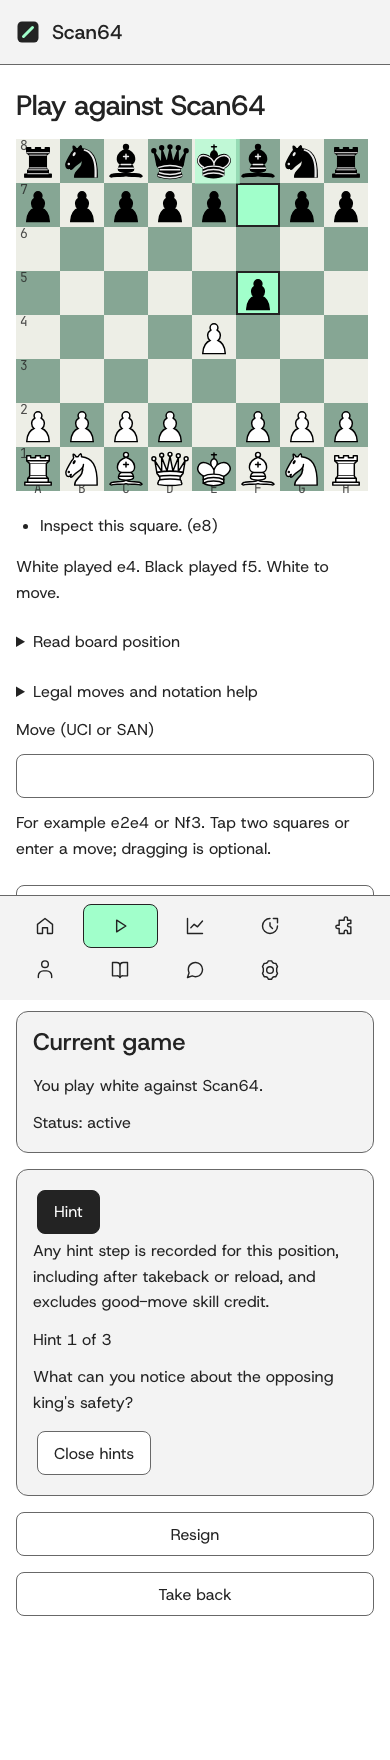 Scan64
Play against Scan64
8
7
6
5
4
3
2
1
A B C D E F G H
Inspect this square. (e8)
White played e4. Black played f5. White to
move.
Read board position
Legal moves and notation help
Move (UCI or SAN)
For example e2e4 or Nf3. Tap two squares or
enter a move; dragging is optional.
Current game
You play white against Scan64.
Status: active
Hint
Any hint step is recorded for this position,
including after takeback or reload, and
excludes good-move skill credit.
Hint 1 of 3
What can you notice about the opposing
king's safety?
Close hints
Resign
Take back